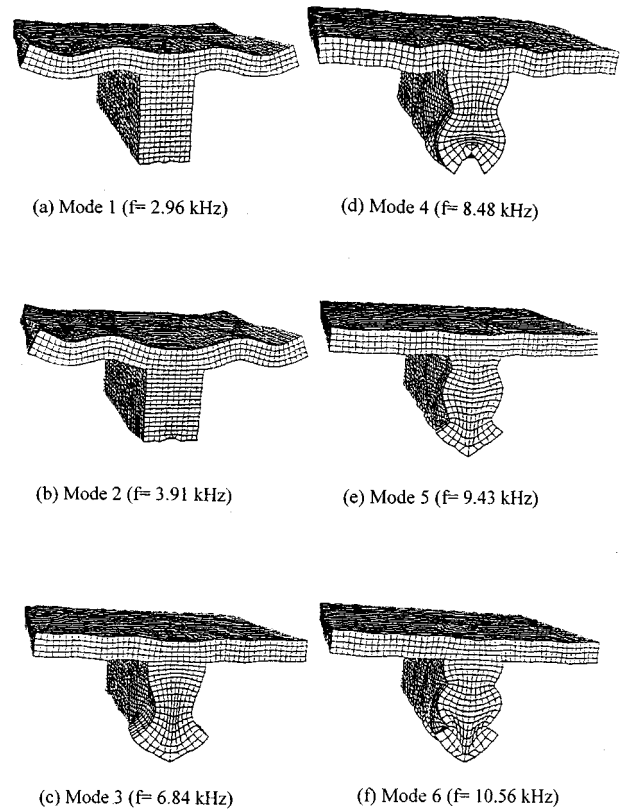 (a) Mode 1 (f= 2.96 kHz)
(d) Mode 4 (f= 8.48 kHz)
(b) Mode 2 (f= 3.91 kHz)
(e) Mode 5 (f= 9.43 kHz)
(c) Mode 3 (f= 6.84 kHz)
(f) Mode 6 (f= 10.56 kHz)